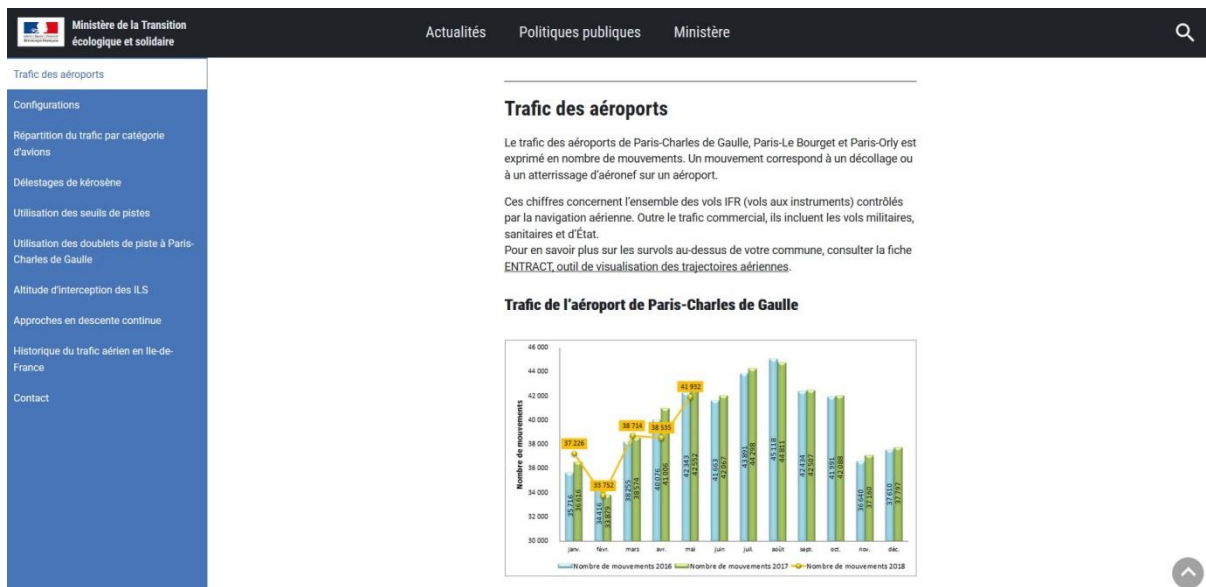 Ministère de la Transition
écologique et solidaire
Actualités
Politiques publiques
Ministère
Trafic des aéroports
Configurations
Répartition du trafic par catégorie
d'avions
Délestages de kérosène
Utilisation des seuils de pistes
Utilisation des doublets de piste à Paris-
Charles de Gaulle
Altitude d'interception des ILS
Approches en descente continue
Historique du trafic aérien en Ile-de-
France
Contact
Trafic des aéroports
Le trafic des aéroports de Paris-Charles de Gaulle, Paris-Le Bourget et Paris-Orly est
exprimé en nombre de mouvements. Un mouvement correspond à un décollage ou
à un atterrissage d'aéronef sur un aéroport.
Ces chiffres concernent l'ensemble des vols IFR (vols aux instruments) contrôlés
par la navigation aérienne. Outre le trafic commercial, ils incluent les vols militaires,
sanitaires et d'État.
Pour en savoir plus sur les survols au-dessus de votre commune, consulter la fiche
ENTRACT, outil de visualisation des trajectoires aériennes.
Trafic de l'aéroport de Paris-Charles de Gaulle
46 000
44 000
42 000
40 000
38 000
36 000
34 000
32 000
30 000
Nombre de mouvements
37 226
33 752
38 714
38 535
41 932
35 716
36 616
34 416
33 879
38 255
38 574
40 076
41 006
42 343
42 552
41 663
42 067
43 891
44 298
45 118
44 811
42 434
42 507
41 991
42 088
36 640
37 160
37 610
37 797
janv.
févr.
mars
avr.
mai
juin
juil.
août
sept.
oct.
nov.
déc.
Nombre de mouvements 2016
Nombre de mouvements 2017
Nombre de mouvements 2018